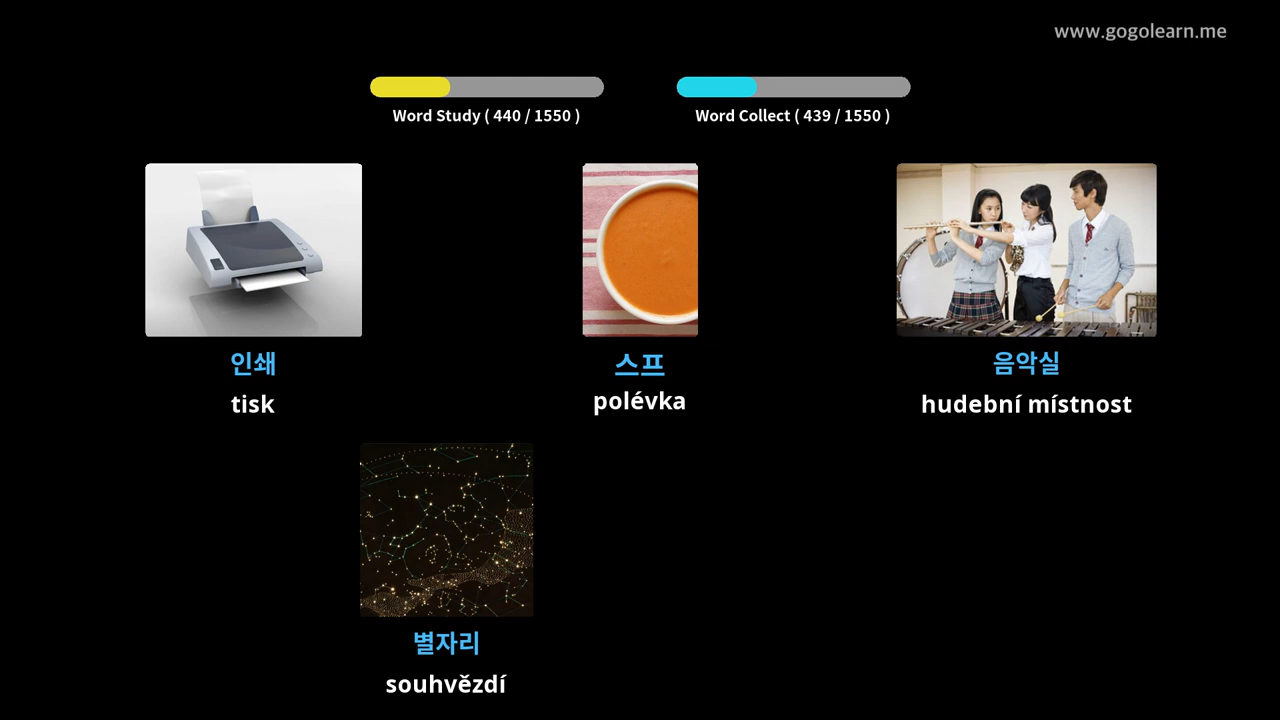 www.gogolearn.me
Word Study ( 440 / 1550 )
Word Collect ( 439 / 1550 )
인쇄
tisk
스프
polévka
음악실
hudební místnost
별자리
souhvězdí